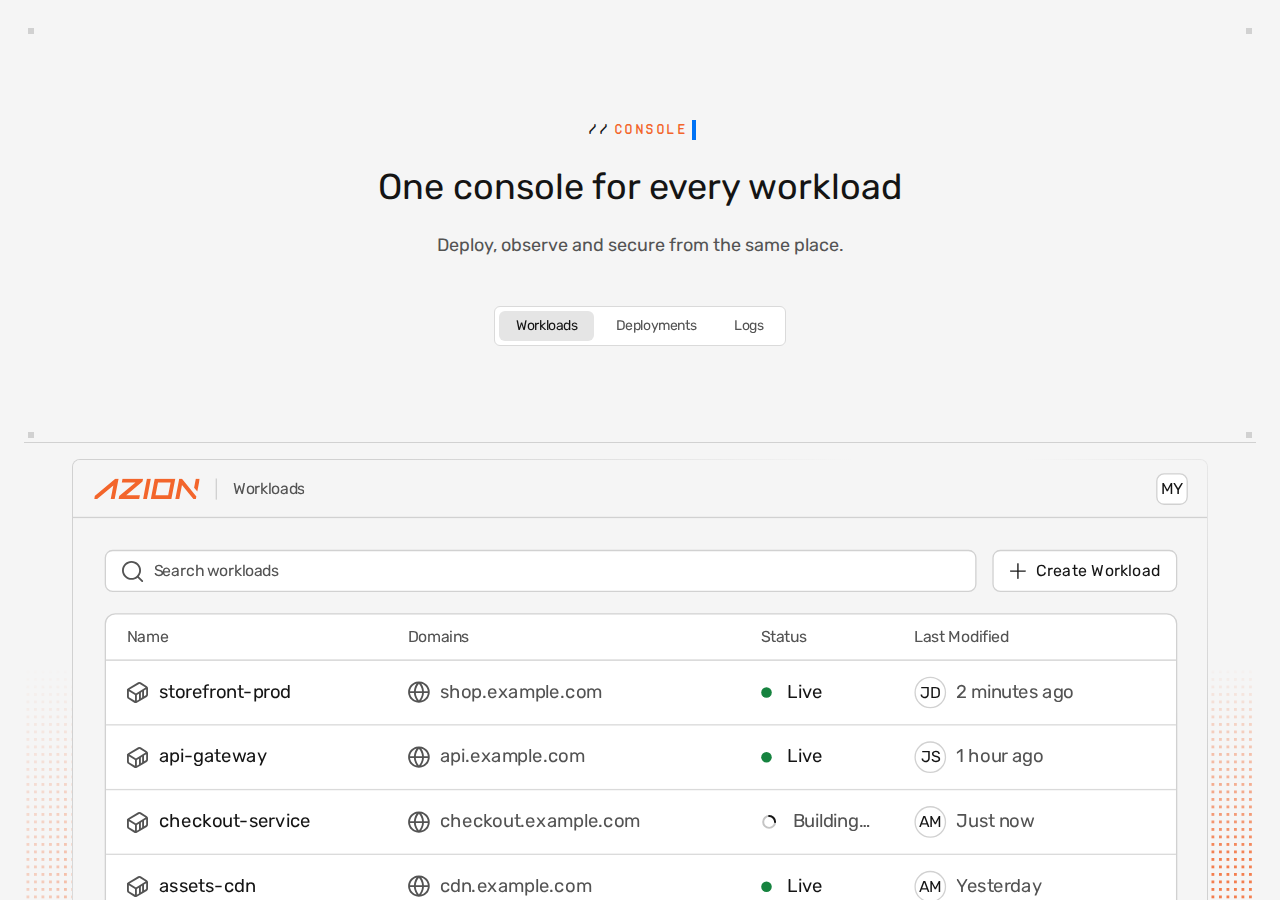 // CONSOLE
One console for every workload
Deploy, observe and secure from the same place.
Workloads Deployments Logs
AZION Workloads MY
Search workloads Create Workload
Name Domains Status Last Modified
storefront-prod shop.example.com Live JD 2 minutes ago
api-gateway api.example.com Live JS 1 hour ago
checkout-service checkout.example.com Building... AM Just now
assets-cdn cdn.example.com Live AM Yesterday